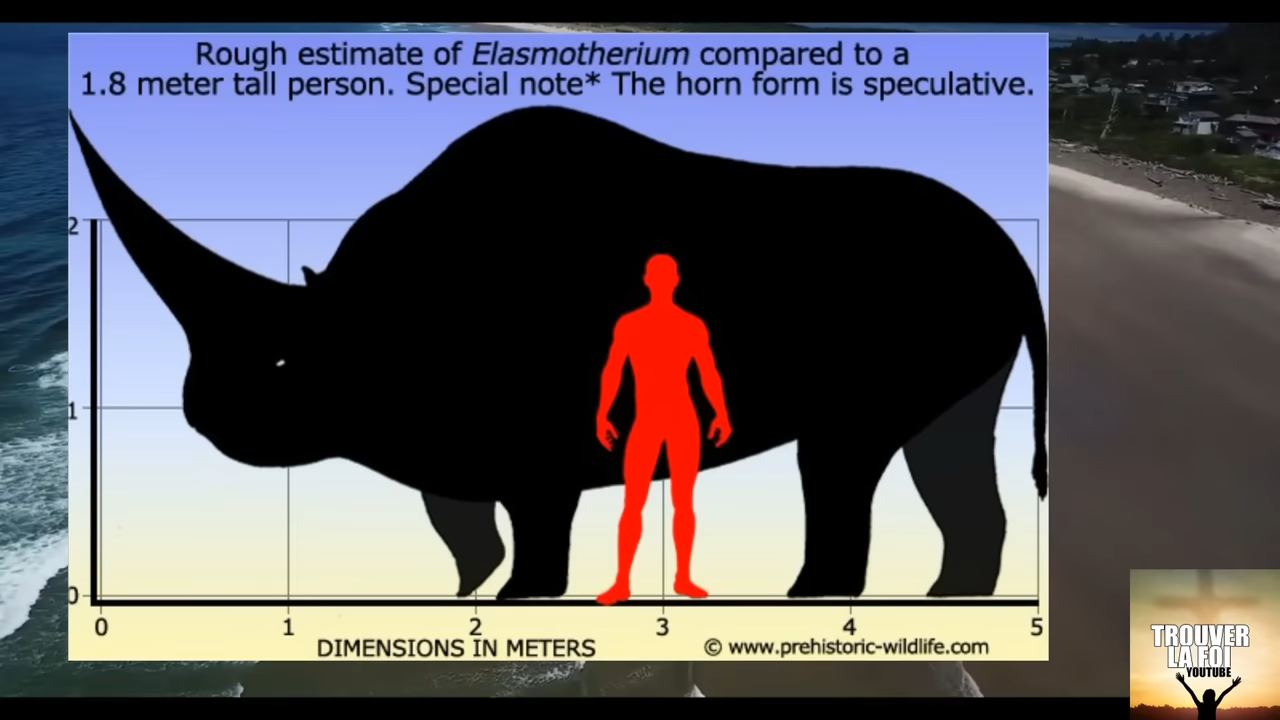 Rough estimate of Elasmotherium compared to a
1.8 meter tall person. Special note* The horn form is speculative.
2
1
0
0 1 2 3 4 5
DIMENSIONS IN METERS © www.prehistoric-wildlife.com
TROUVER
LA FOI
YOUTUBE